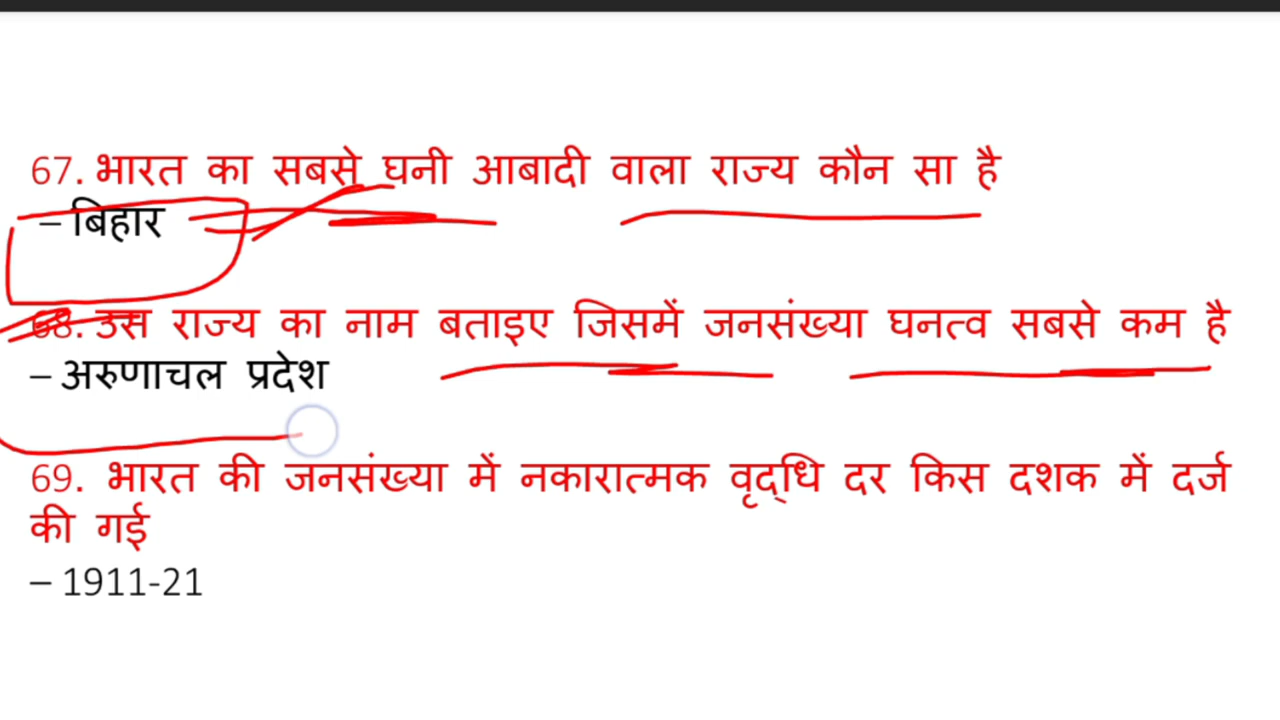 67. भारत का सबसे घनी आबादी वाला राज्य कौन सा है
– बिहार
68. उस राज्य का नाम बताइए जिसमें जनसंख्या घनत्व सबसे कम है
– अरुणाचल प्रदेश
69. भारत की जनसंख्या में नकारात्मक वृद्धि दर किस दशक में दर्ज
की गई
– 1911-21